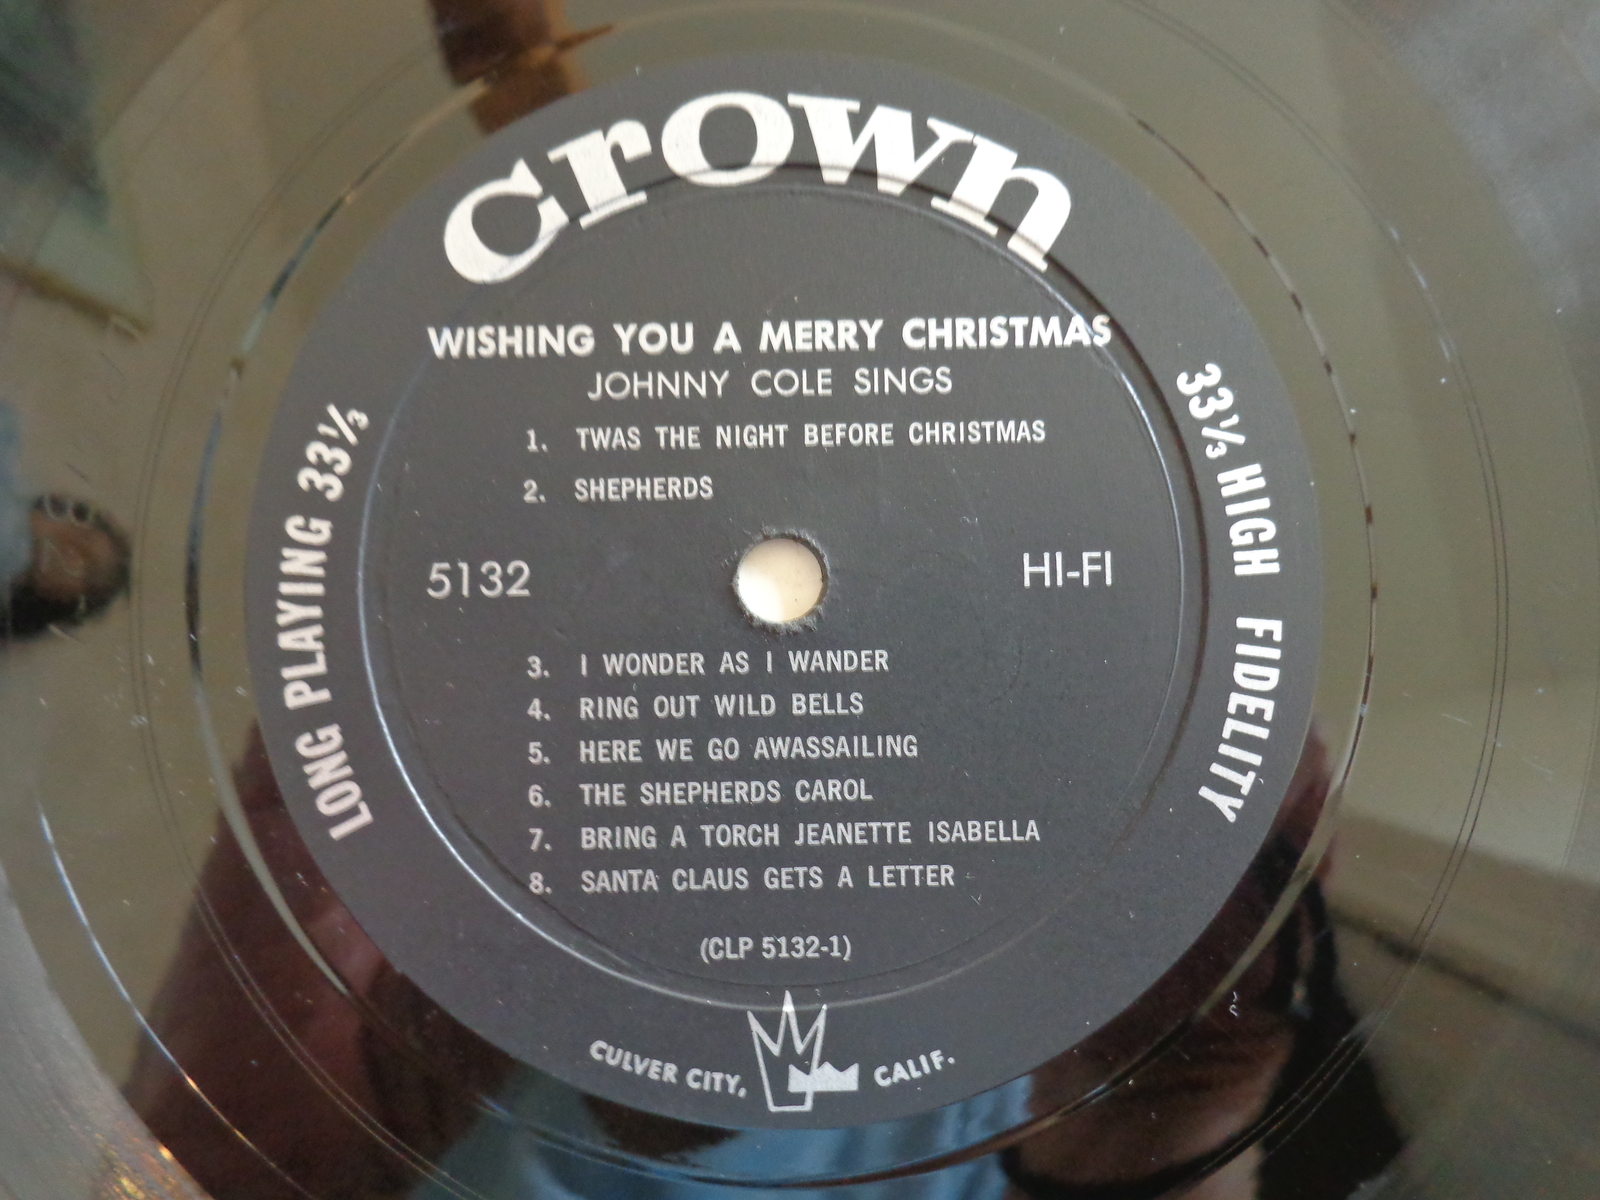 crown
WISHING YOU A MERRY CHRISTMAS
JOHNNY COLE SINGS
1. TWAS THE NIGHT BEFORE CHRISTMAS
2. SHEPHERDS
5132
HI-FI
3. I WONDER AS I WANDER
4. RING OUT WILD BELLS
5. HERE WE GO AWASSAILING
6. THE SHEPHERDS CAROL
7. BRING A TORCH JEANETTE ISABELLA
8. SANTA CLAUS GETS A LETTER
(CLP 5132-1)
LONG PLAYING 33⅓
33⅓ HIGH FIDELITY
CULVER CITY, CALIF.